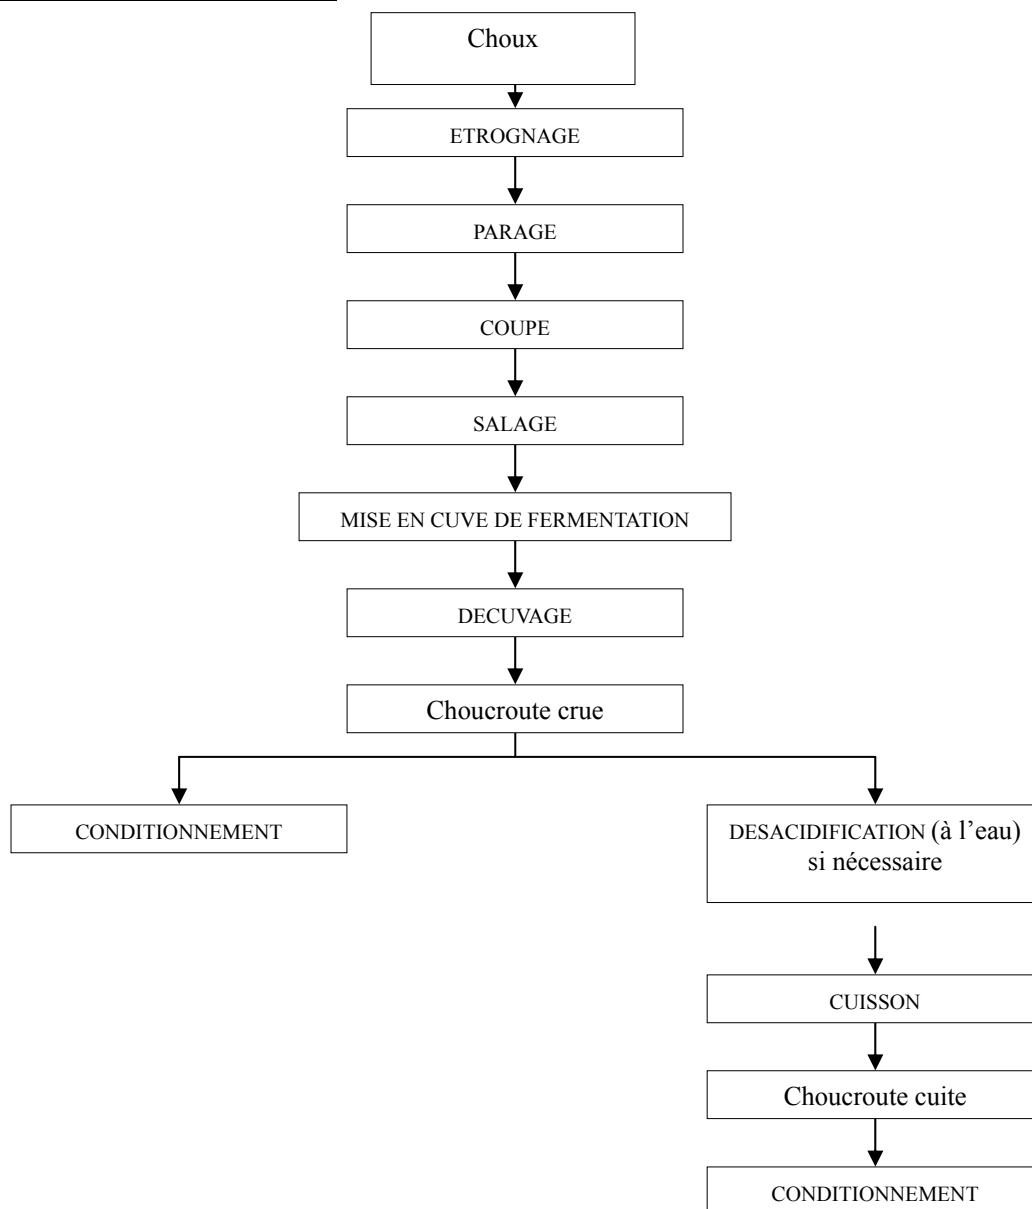 Choux
ETROGNAGE
PARAGE
COUPE
SALAGE
MISE EN CUVE DE FERMENTATION
DECUVAGE
Choucroute crue
CONDITIONNEMENT
DESACIDIFICATION (à l’eau)
si nécessaire
CUISSON
Choucroute cuite
CONDITIONNEMENT